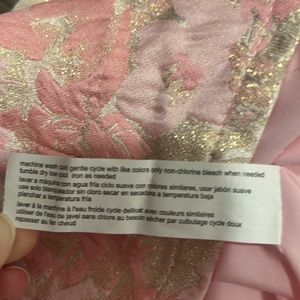 machine wash cold gentle cycle with like colors only non-chlorine bleach when needed
tumble dry low cool iron as needed
lavar a máquina con agua fria ciclo suave con colores similares, usar jabón suave
use solo blanqueador sin cloro secar en secadora a temperatura baja
planchar a temperatura fria
laver à la machine à l'eau froide cycle delicat avec couleurs similaires
utiliser de l'eau de javel sans chlore au besoin sécher par culbutage cycle doux
repasser au fer chaud